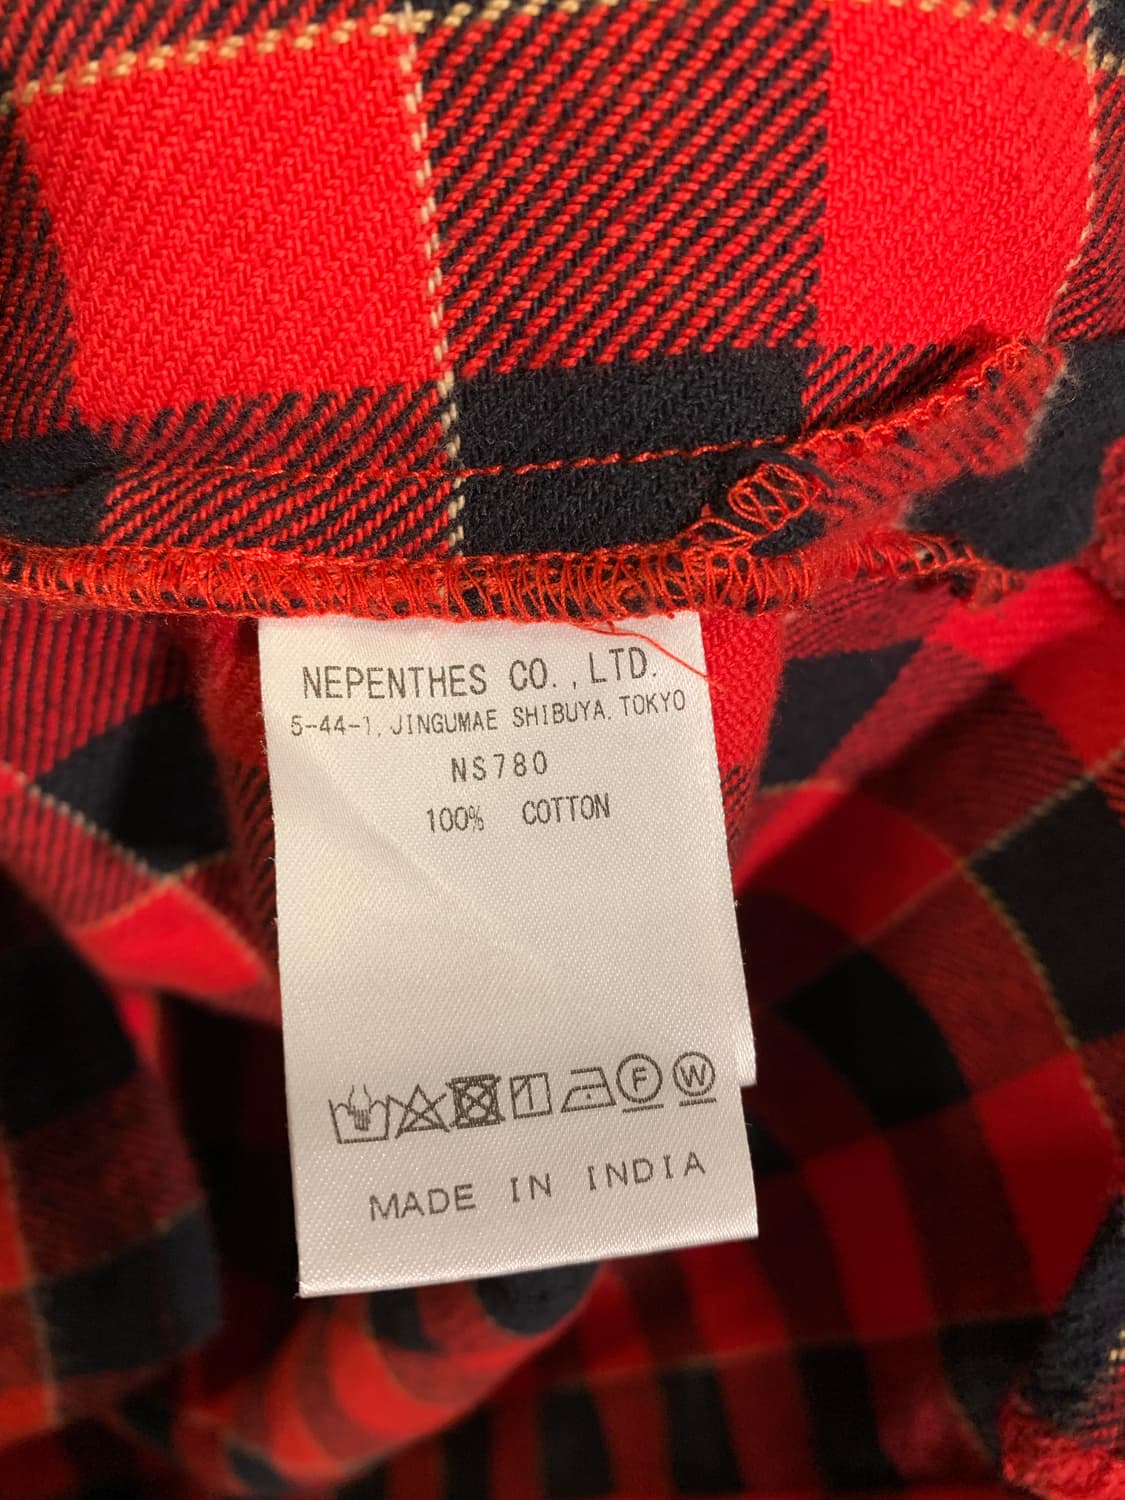 NEPENTHES CO., LTD.
5-44-1, JINGUMAE SHIBUYA. TOKYO
NS780
100% COTTON
F W
MADE IN INDIA